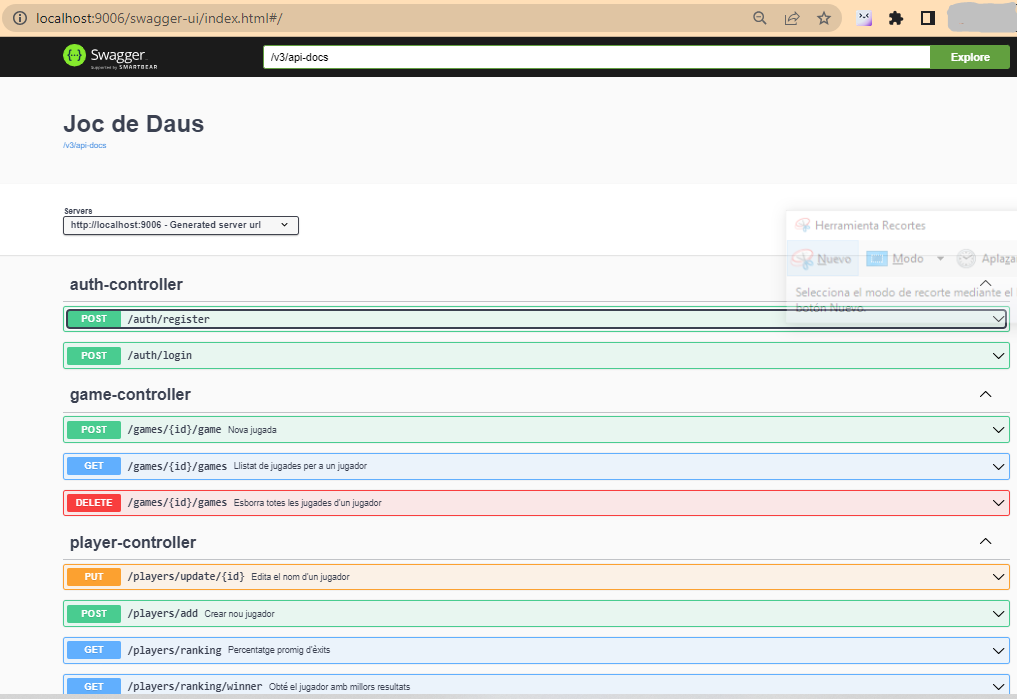 localhost:9006/swagger-ui/index.html#/
Swagger
Supported by SMARTBEAR
/v3/api-docs
Explore
Joc de Daus
/v3/api-docs
Servers
http://localhost:9006 - Generated server url
Herramienta Recortes
Nuevo Modo Aplaza
Selecciona el modo de recorte mediante el
botón Nuevo.
auth-controller
POST /auth/register
POST /auth/login
game-controller
POST /games/{id}/game Nova jugada
GET /games/{id}/games Llistat de jugades per a un jugador
DELETE /games/{id}/games Esborra totes les jugades d'un jugador
player-controller
PUT /players/update/{id} Edita el nom d'un jugador
POST /players/add Crear nou jugador
GET /players/ranking Percentatge promig d'èxits
GET /players/ranking/winner Obté el jugador amb millors resultats